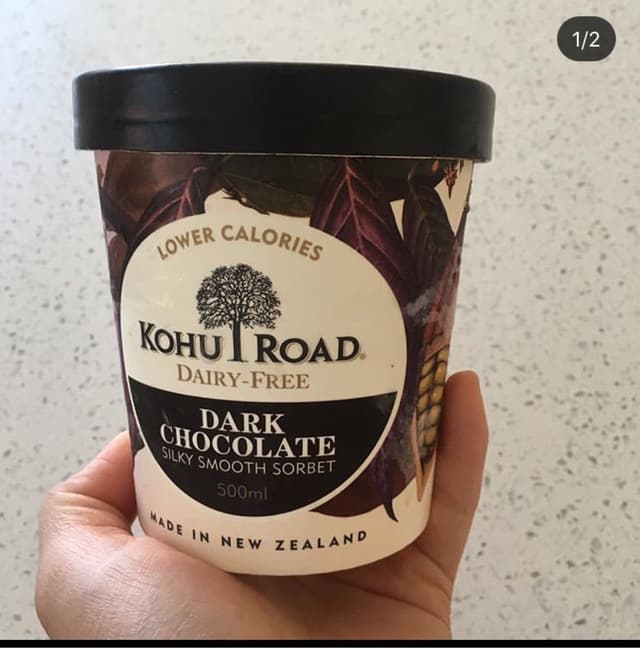 1/2
LOWER CALORIES
KOHU ROAD
DAIRY-FREE
DARK
CHOCOLATE
SILKY SMOOTH SORBET
500ml
MADE IN NEW ZEALAND